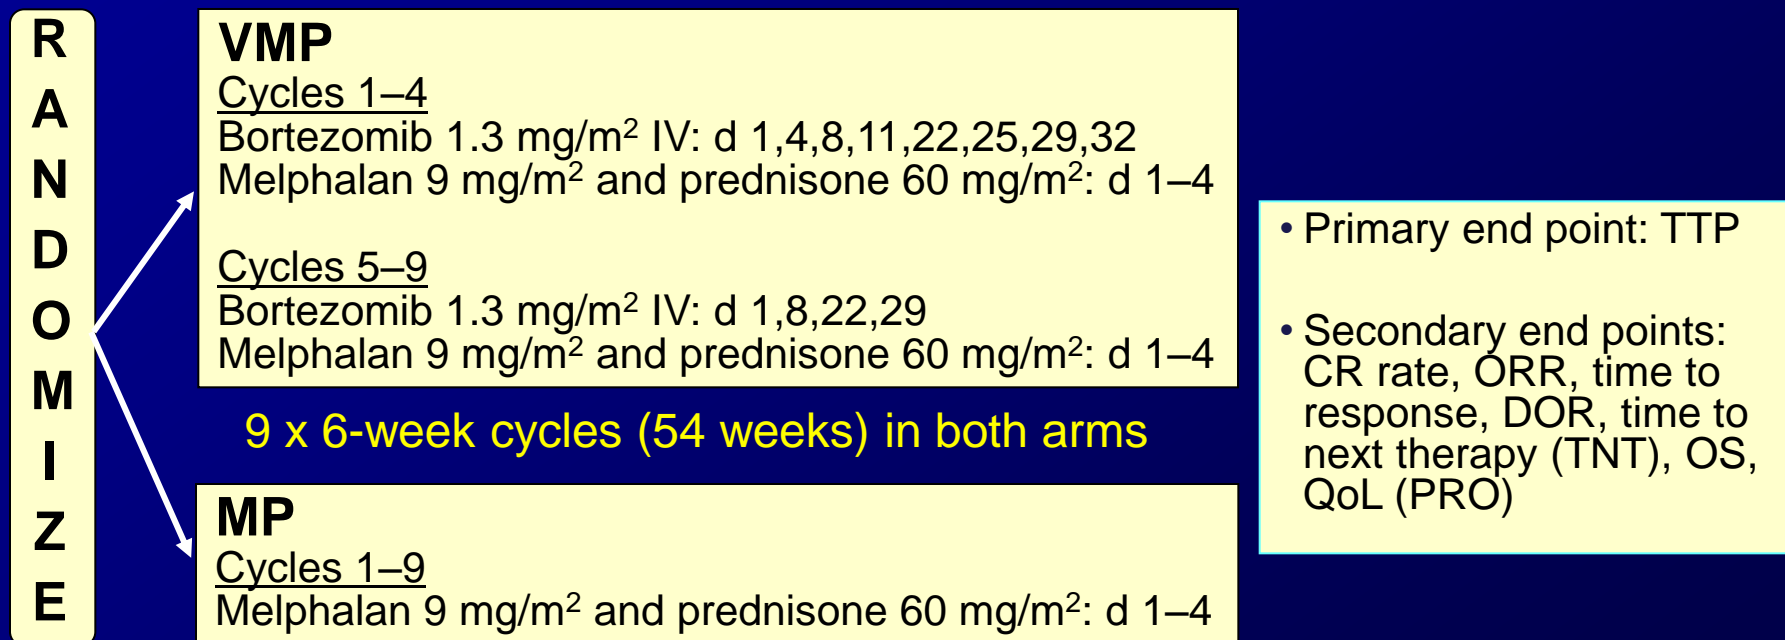 R
A
N
D
O
M
I
Z
E
VMP
Cycles 1–4
Bortezomib 1.3 mg/m² IV: d 1,4,8,11,22,25,29,32
Melphalan 9 mg/m² and prednisone 60 mg/m²: d 1–4
Cycles 5–9
Bortezomib 1.3 mg/m² IV: d 1,8,22,29
Melphalan 9 mg/m² and prednisone 60 mg/m²: d 1–4
9 x 6-week cycles (54 weeks) in both arms
MP
Cycles 1–9
Melphalan 9 mg/m² and prednisone 60 mg/m²: d 1–4
• Primary end point: TTP
• Secondary end points:
CR rate, ORR, time to
response, DOR, time to
next therapy (TNT), OS,
QoL (PRO)